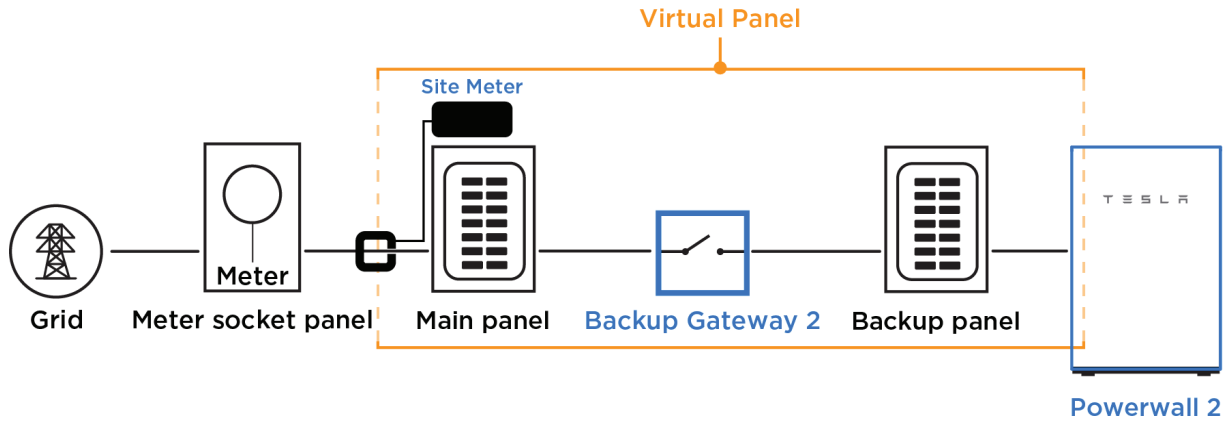 Virtual Panel
Site Meter
TESLA
Meter
Grid
Meter socket panel
Main panel
Backup Gateway 2
Backup panel
Powerwall 2